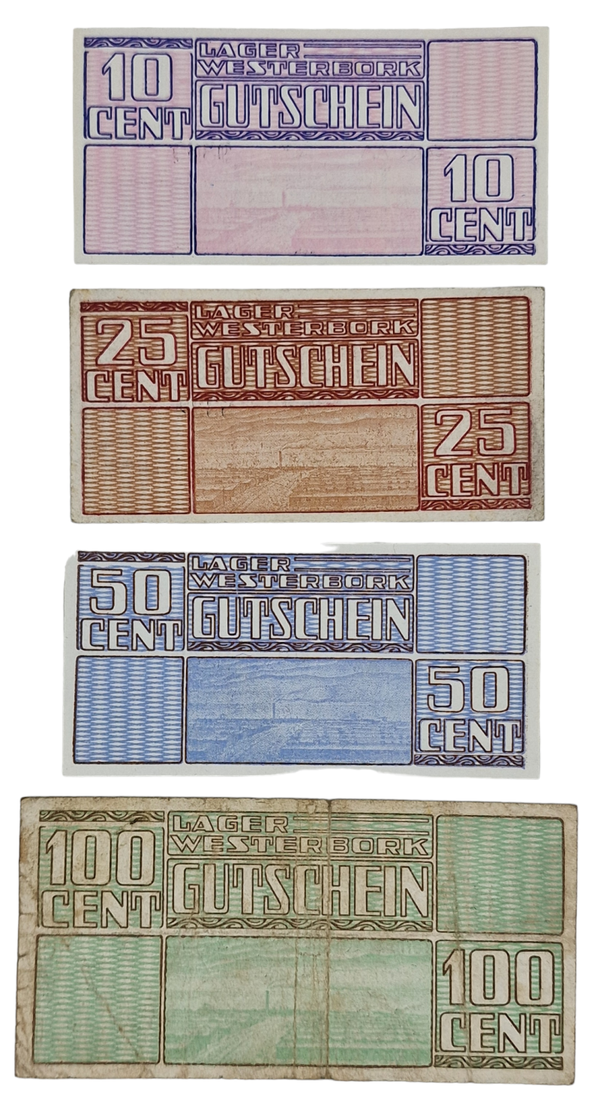 10
CENT
LAGER
WESTERBORK
GUTSCHEIN
10
CENT
25
CENT
LAGER
WESTERBORK
GUTSCHEIN
25
CENT
50
CENT
LAGER
WESTERBORK
GUTSCHEIN
50
CENT
100
CENT
LAGER
WESTERBORK
GUTSCHEIN
100
CENT